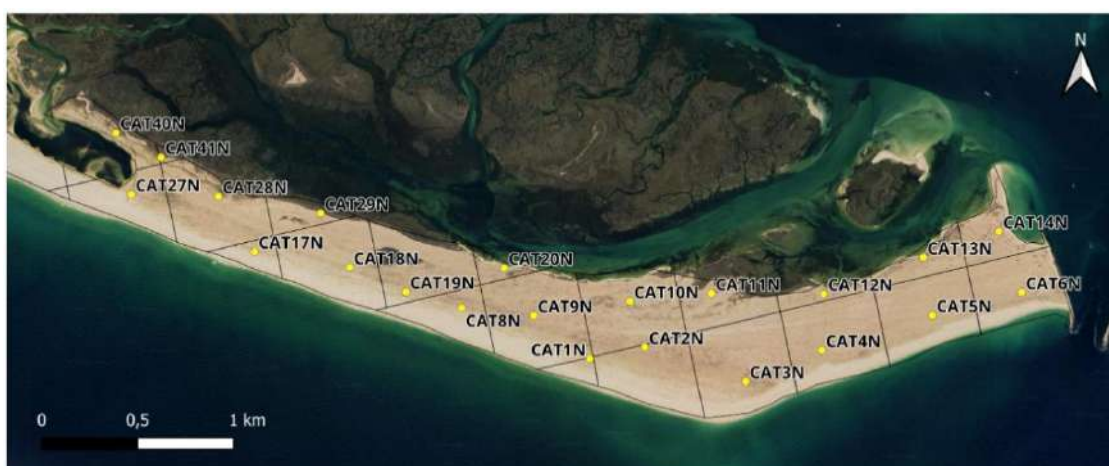 N
CAT40N
CAT41N
CAT27N
CAT28N
CAT29N
CAT14N
CAT17N
CAT13N
CAT18N
CAT20N
CAT19N
CAT10N
CAT11N
CAT12N
CAT6N
CAT8N
CAT9N
CAT5N
CAT1N
CAT2N
CAT4N
CAT3N
0 0,5 1 km